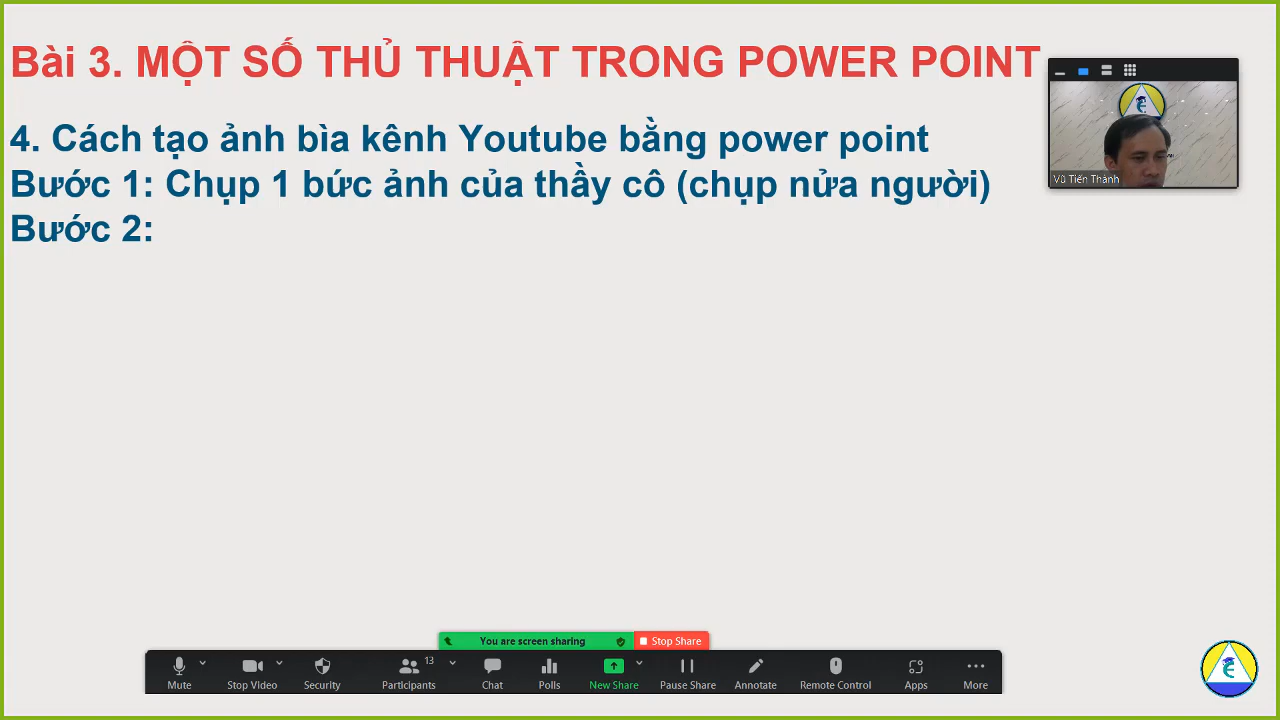 Bài 3. MỘT SỐ THỦ THUẬT TRONG POWER POINT
4. Cách tạo ảnh bìa kênh Youtube bằng power point
Bước 1: Chụp 1 bức ảnh của thầy cô (chụp nửa người)
Bước 2:
Vũ Tiến Thành
You are screen sharing
Stop Share
Mute
Stop Video
Security
Participants
13
Chat
Polls
New Share
Pause Share
Annotate
Remote Control
Apps
More